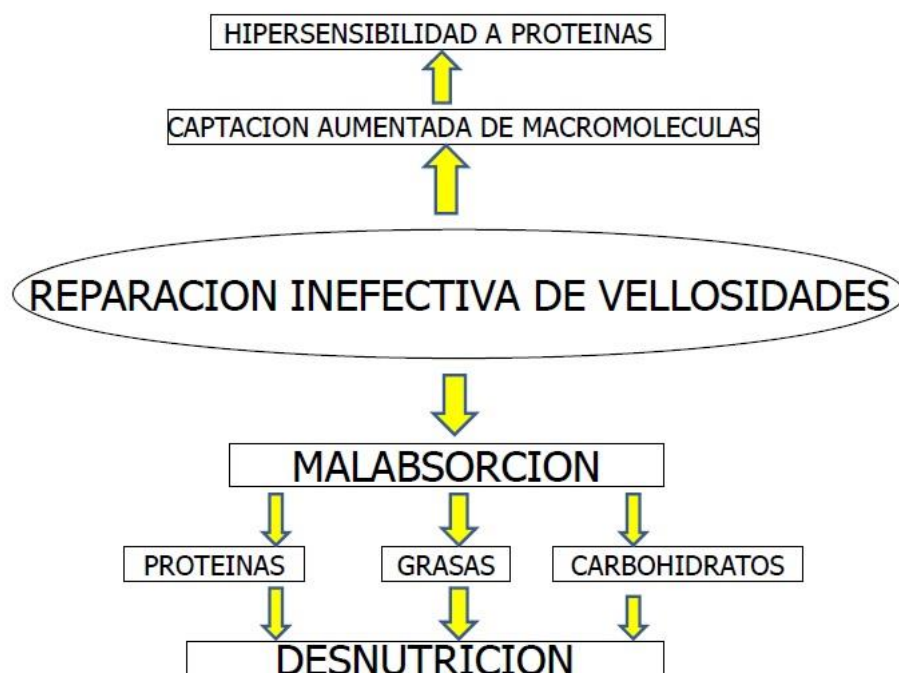 HIPERSENSIBILIDAD A PROTEINAS
CAPTACION AUMENTADA DE MACROMOLECULAS
REPARACION INEFECTIVA DE VELLOSIDADES
MALABSORCION
PROTEINAS
GRASAS
CARBOHIDRATOS
DESNUTRICION